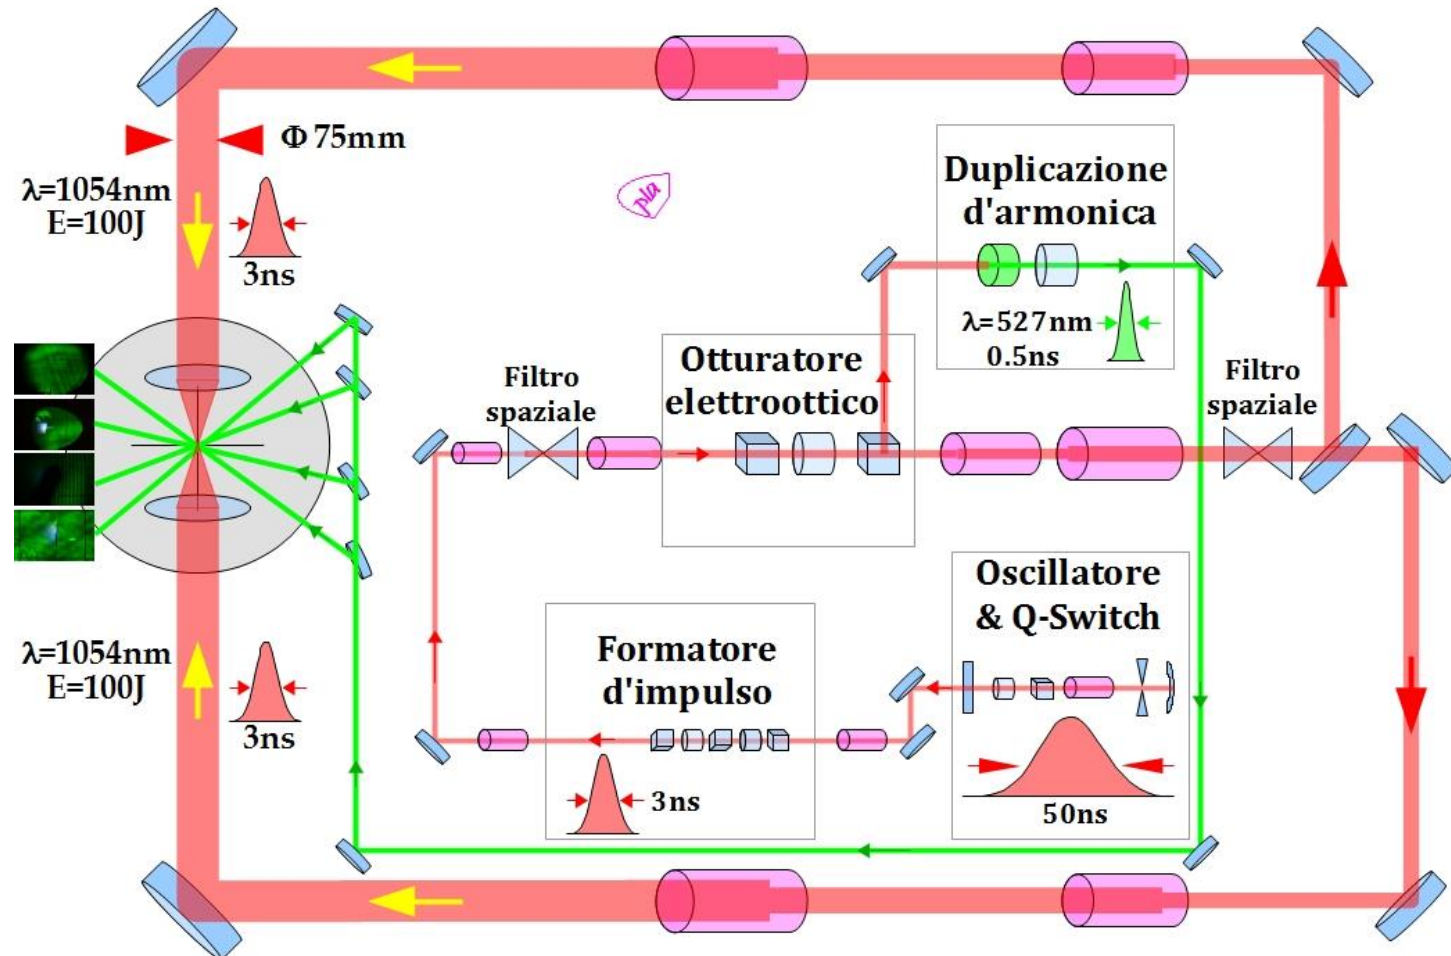 Φ 75mm
λ=1054nm
E=100J
3ns
pla
Duplicazione
d'armonica
λ=527nm
0.5ns
Otturatore
elettroottico
Filtro
spaziale
Filtro
spaziale
Oscillatore
& Q-Switch
50ns
Formatore
d'impulso
3ns
λ=1054nm
E=100J
3ns